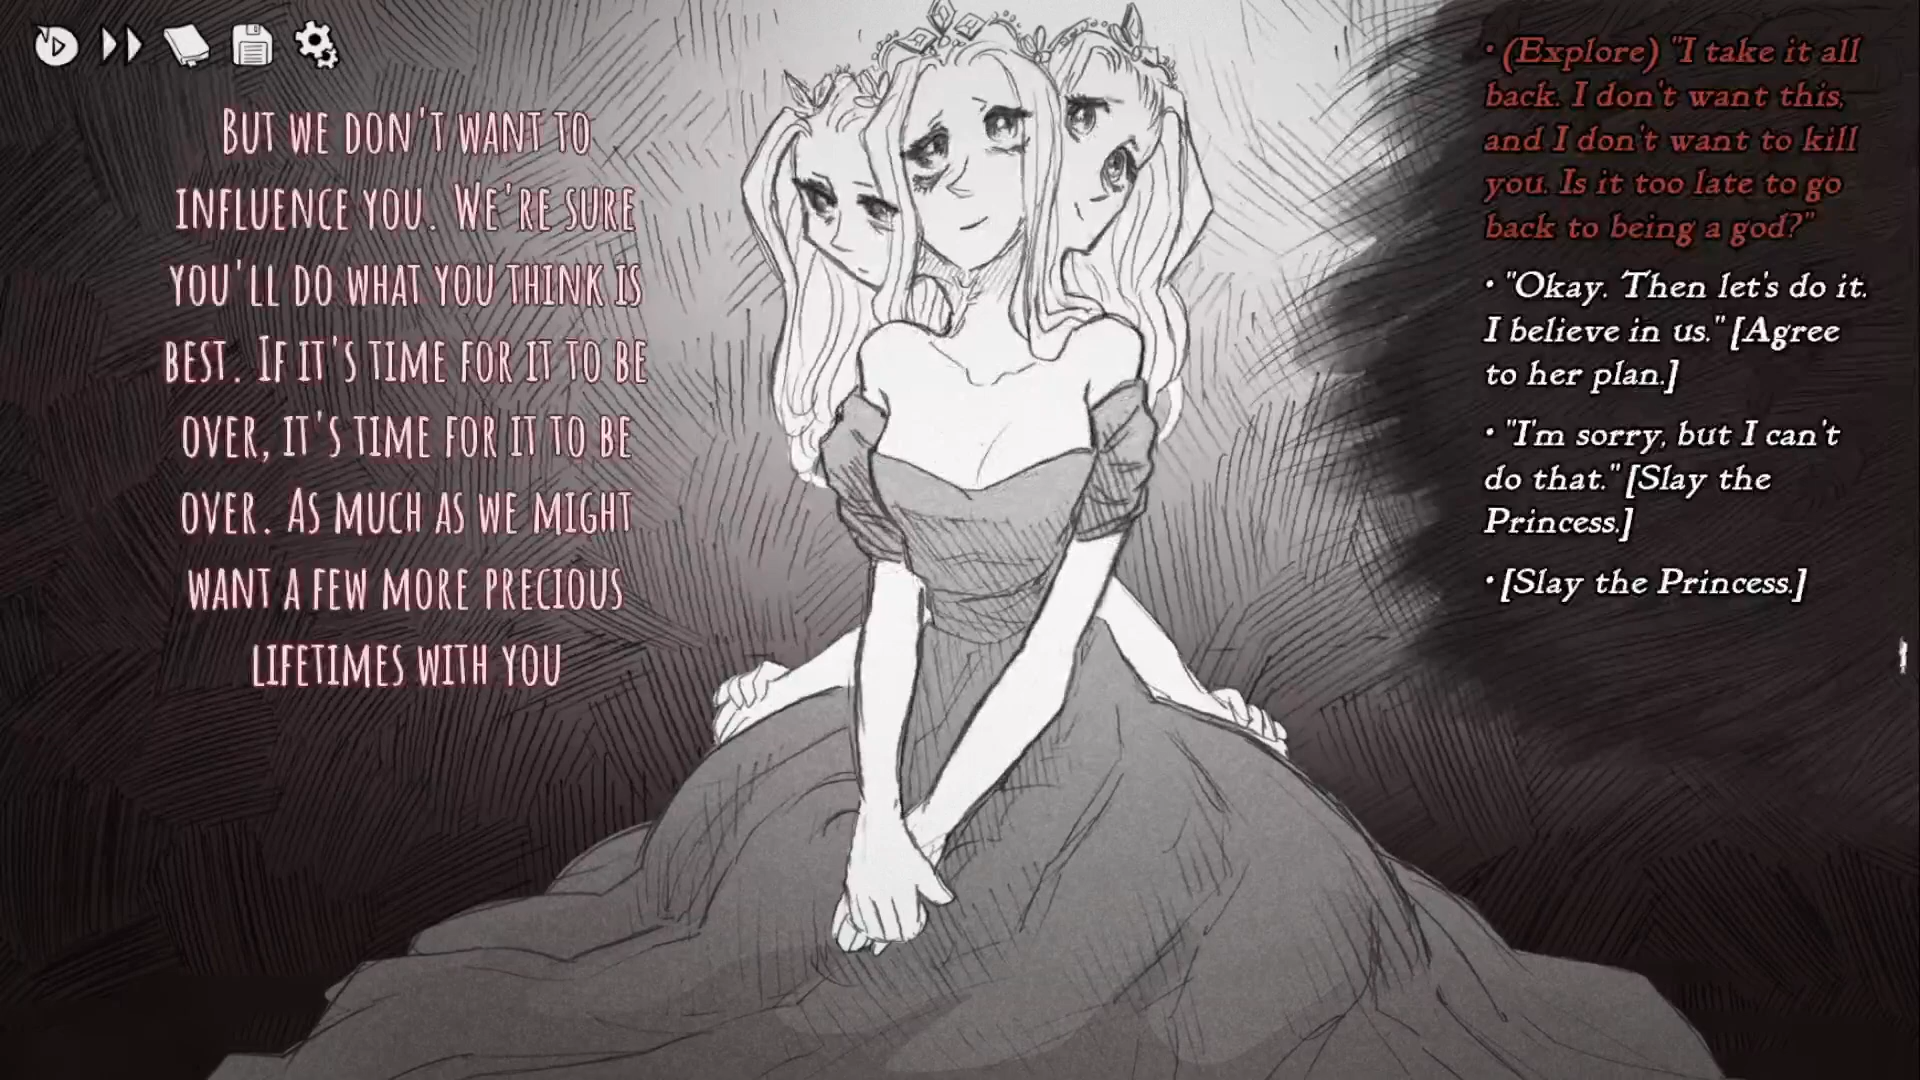 But we don't want to
influence you. We're sure
you'll do what you think is
best. If it's time for it to be
over, it's time for it to be
over. As much as we might
want a few more precious
lifetimes with you
• (Explore) "I take it all
back. I don't want this,
and I don't want to kill
you. Is it too late to go
back to being a god?"
• "Okay. Then let's do it.
I believe in us." [Agree
to her plan.]
• "I'm sorry, but I can't
do that." [Slay the
Princess.]
• [Slay the Princess.]